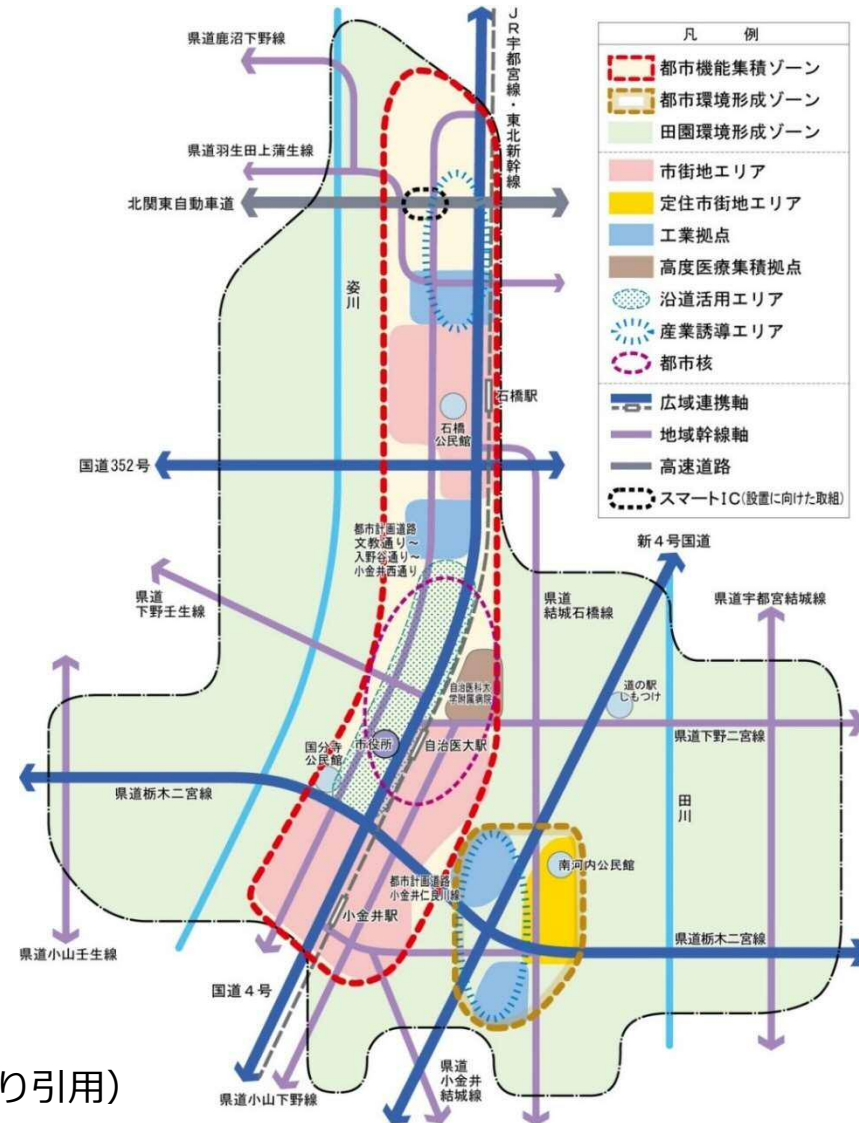 県道鹿沼下野線
JR宇都宮線・東北新幹線
県道羽生田上蒲生線
北関東自動車道
姿川
凡 例
都市機能集積ゾーン
都市環境形成ゾーン
田園環境形成ゾーン
市街地エリア
定住市街地エリア
工業拠点
高度医療集積拠点
沿道活用エリア
産業誘導エリア
都市核
広域連携軸
地域幹線軸
高速道路
スマートIC(設置に向けた取組)
石橋駅
石橋
公民館
国道352号
都市計画道路
文教通り~
入野谷通り~
小金井西通り
新4号国道
県道
下野壬生線
県道
結城石橋線
県道宇都宮結城線
自治医科大
学附属病院
道の駅
しもつけ
国分寺
公民館
市役所
自治医大駅
県道下野二宮線
県道栃木二宮線
田川
南河内公民館
都市計画道路
小金井仁良川線
小金井駅
県道小山壬生線
県道栃木二宮線
国道4号
県道
小金井
結城線
県道小山下野線
り引用)